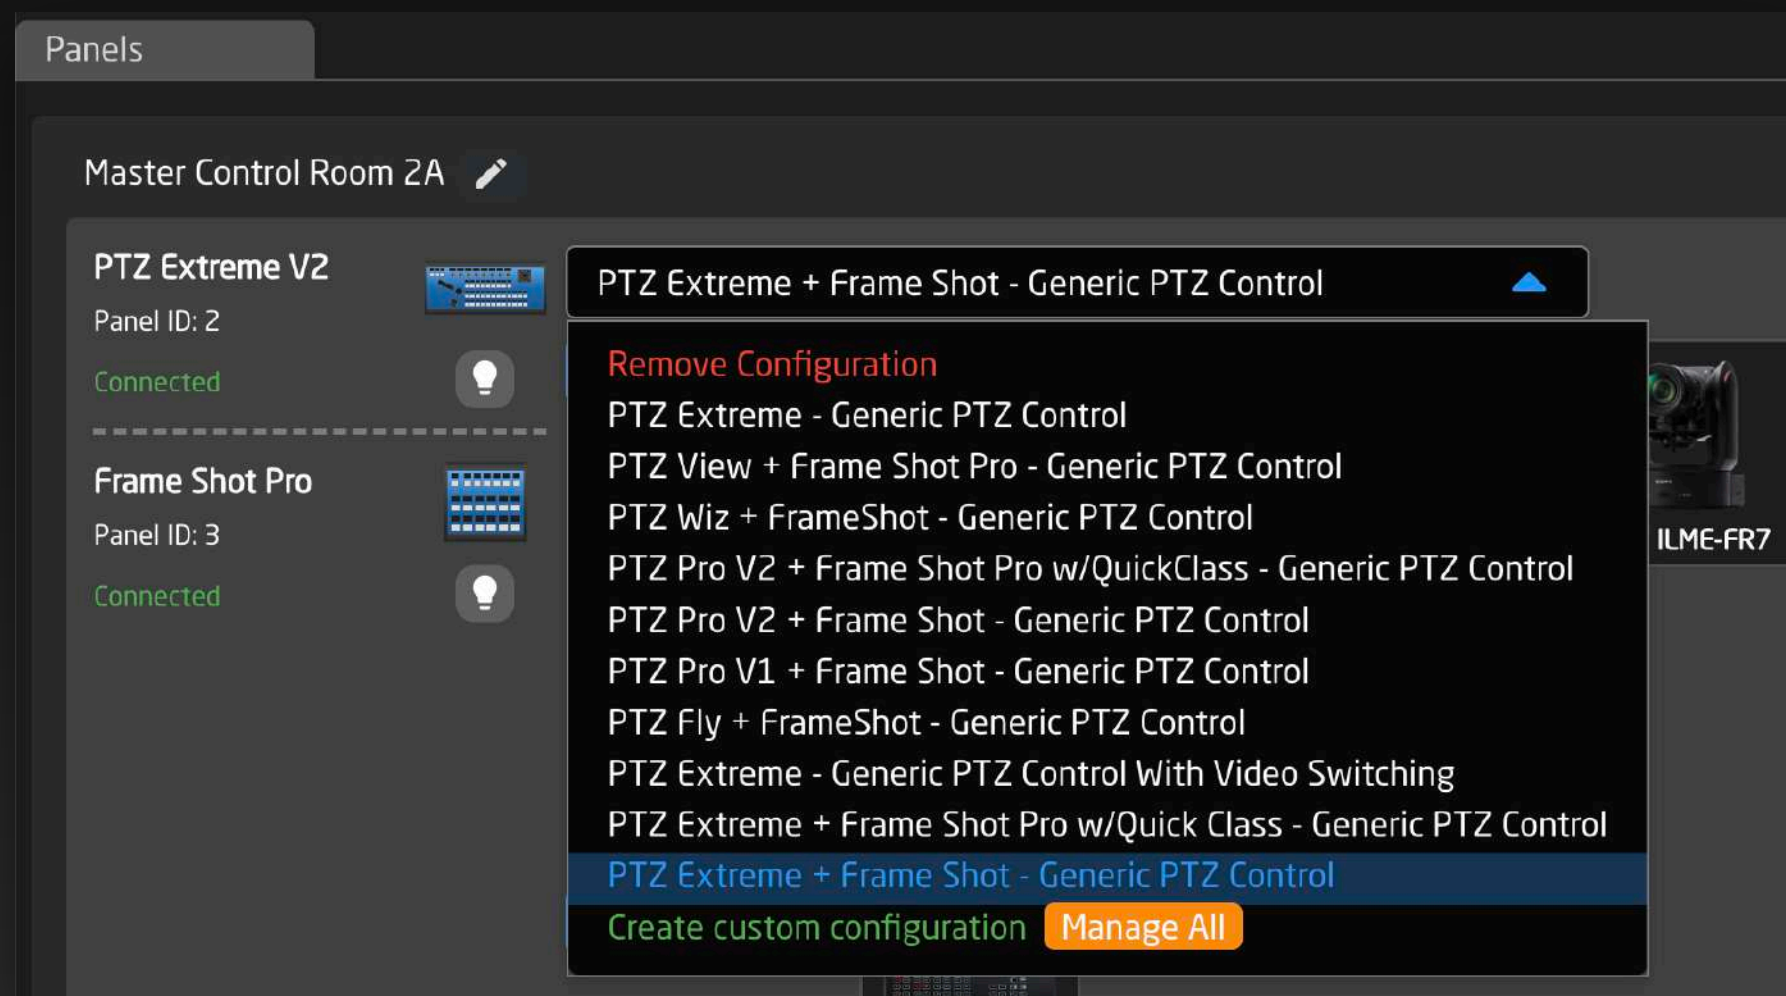 Panels
Master Control Room 2A
PTZ Extreme V2
Panel ID: 2
Connected
Frame Shot Pro
Panel ID: 3
Connected
PTZ Extreme + Frame Shot - Generic PTZ Control
Remove Configuration
PTZ Extreme - Generic PTZ Control
PTZ View + Frame Shot Pro - Generic PTZ Control
PTZ Wiz + FrameShot - Generic PTZ Control
PTZ Pro V2 + Frame Shot Pro w/QuickClass - Generic PTZ Control
PTZ Pro V2 + Frame Shot - Generic PTZ Control
PTZ Pro V1 + Frame Shot - Generic PTZ Control
PTZ Fly + FrameShot - Generic PTZ Control
PTZ Extreme - Generic PTZ Control With Video Switching
PTZ Extreme + Frame Shot Pro w/Quick Class - Generic PTZ Control
PTZ Extreme + Frame Shot - Generic PTZ Control
Create custom configuration Manage All
ILME-FR7